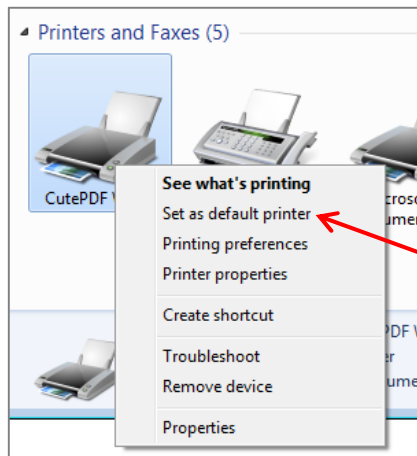 Printers and Faxes (5)
CutePDF
See what's printing
Set as default printer
Printing preferences
Printer properties
Create shortcut
Troubleshoot
Remove device
Properties